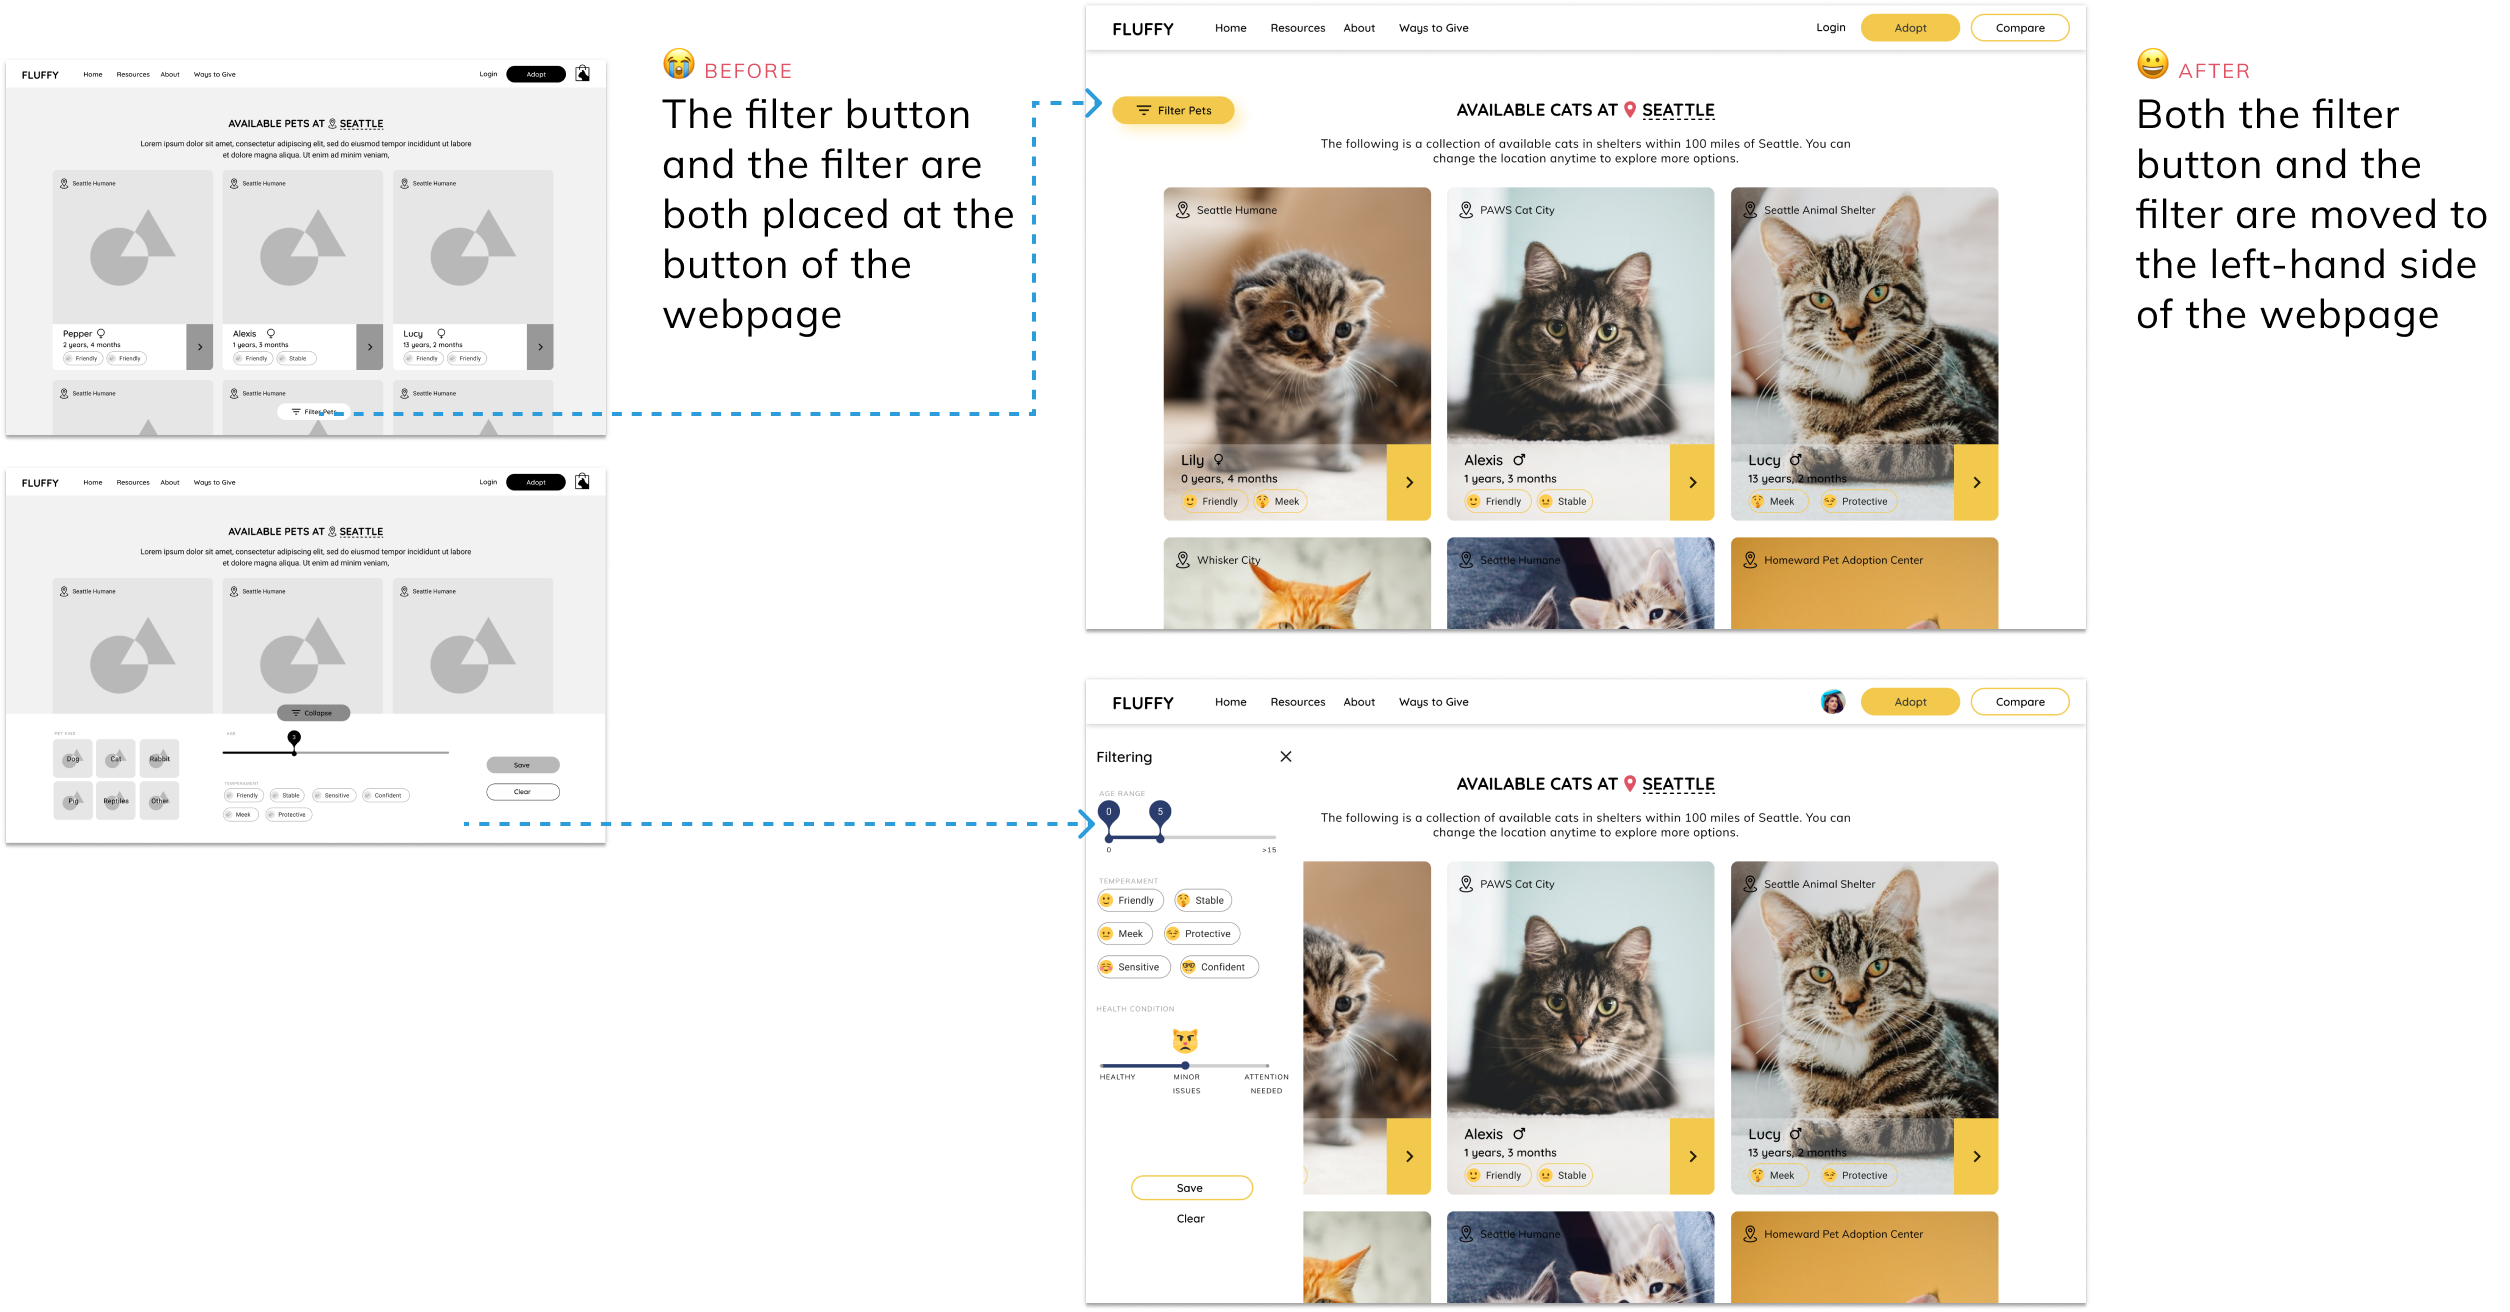 FLUFFY Home Resources About Ways to Give Login Adopt
AVAILABLE PETS AT SEATTLE
Lorem ipsum dolor sit amet, consectetur adipiscing elit, sed do eiusmod tempor incididunt ut labore
et dolore magna aliqua. Ut enim ad minim veniam,
Seattle Humane
Seattle Humane
Seattle Humane
Pepper
2 years, 4 months
Friendly Friendly
Alexis
1 years, 3 months
Friendly Stable
Lucy
13 years, 2 months
Friendly Friendly
Seattle Humane
Seattle Humane
Seattle Humane
Filter Pets
BEFORE
The filter button
and the filter are
both placed at the
button of the
webpage
FLUFFY Home Resources About Ways to Give Login Adopt Compare
Filter Pets
AVAILABLE CATS AT SEATTLE
The following is a collection of available cats in shelters within 100 miles of Seattle. You can
change the location anytime to explore more options.
Seattle Humane
PAWS Cat City
Seattle Animal Shelter
Lily
0 years, 4 months
Friendly Meek
Alexis
1 years, 3 months
Friendly Stable
Lucy
13 years, 2 months
Meek Protective
Whisker City
Seattle Humane
Homeward Pet Adoption Center
AFTER
Both the filter
button and the
filter are moved to
the left-hand side
of the webpage
FLUFFY Home Resources About Ways to Give Login Adopt
AVAILABLE PETS AT SEATTLE
Lorem ipsum dolor sit amet, consectetur adipiscing elit, sed do eiusmod tempor incididunt ut labore
et dolore magna aliqua. Ut enim ad minim veniam,
Seattle Humane
Seattle Humane
Seattle Humane
Collapse
PET KIND
Dog Cat Rabbit
Pig Reptiles Other
AGE
3
TEMPERAMENT
Friendly Stable Sensitive Confident
Meek Protective
Save
Clear
FLUFFY Home Resources About Ways to Give Adopt Compare
Filtering
AGE RANGE
0 5
0 >15
TEMPERAMENT
Friendly Stable
Meek Protective
Sensitive Confident
HEALTH CONDITION
HEALTHY
MINOR
ISSUES
ATTENTION
NEEDED
Save
Clear
AVAILABLE CATS AT SEATTLE
The following is a collection of available cats in shelters within 100 miles of Seattle. You can
change the location anytime to explore more options.
PAWS Cat City
Seattle Animal Shelter
Alexis
1 years, 3 months
Friendly Stable
Lucy
13 years, 2 months
Meek Protective
Seattle Humane
Homeward Pet Adoption Center